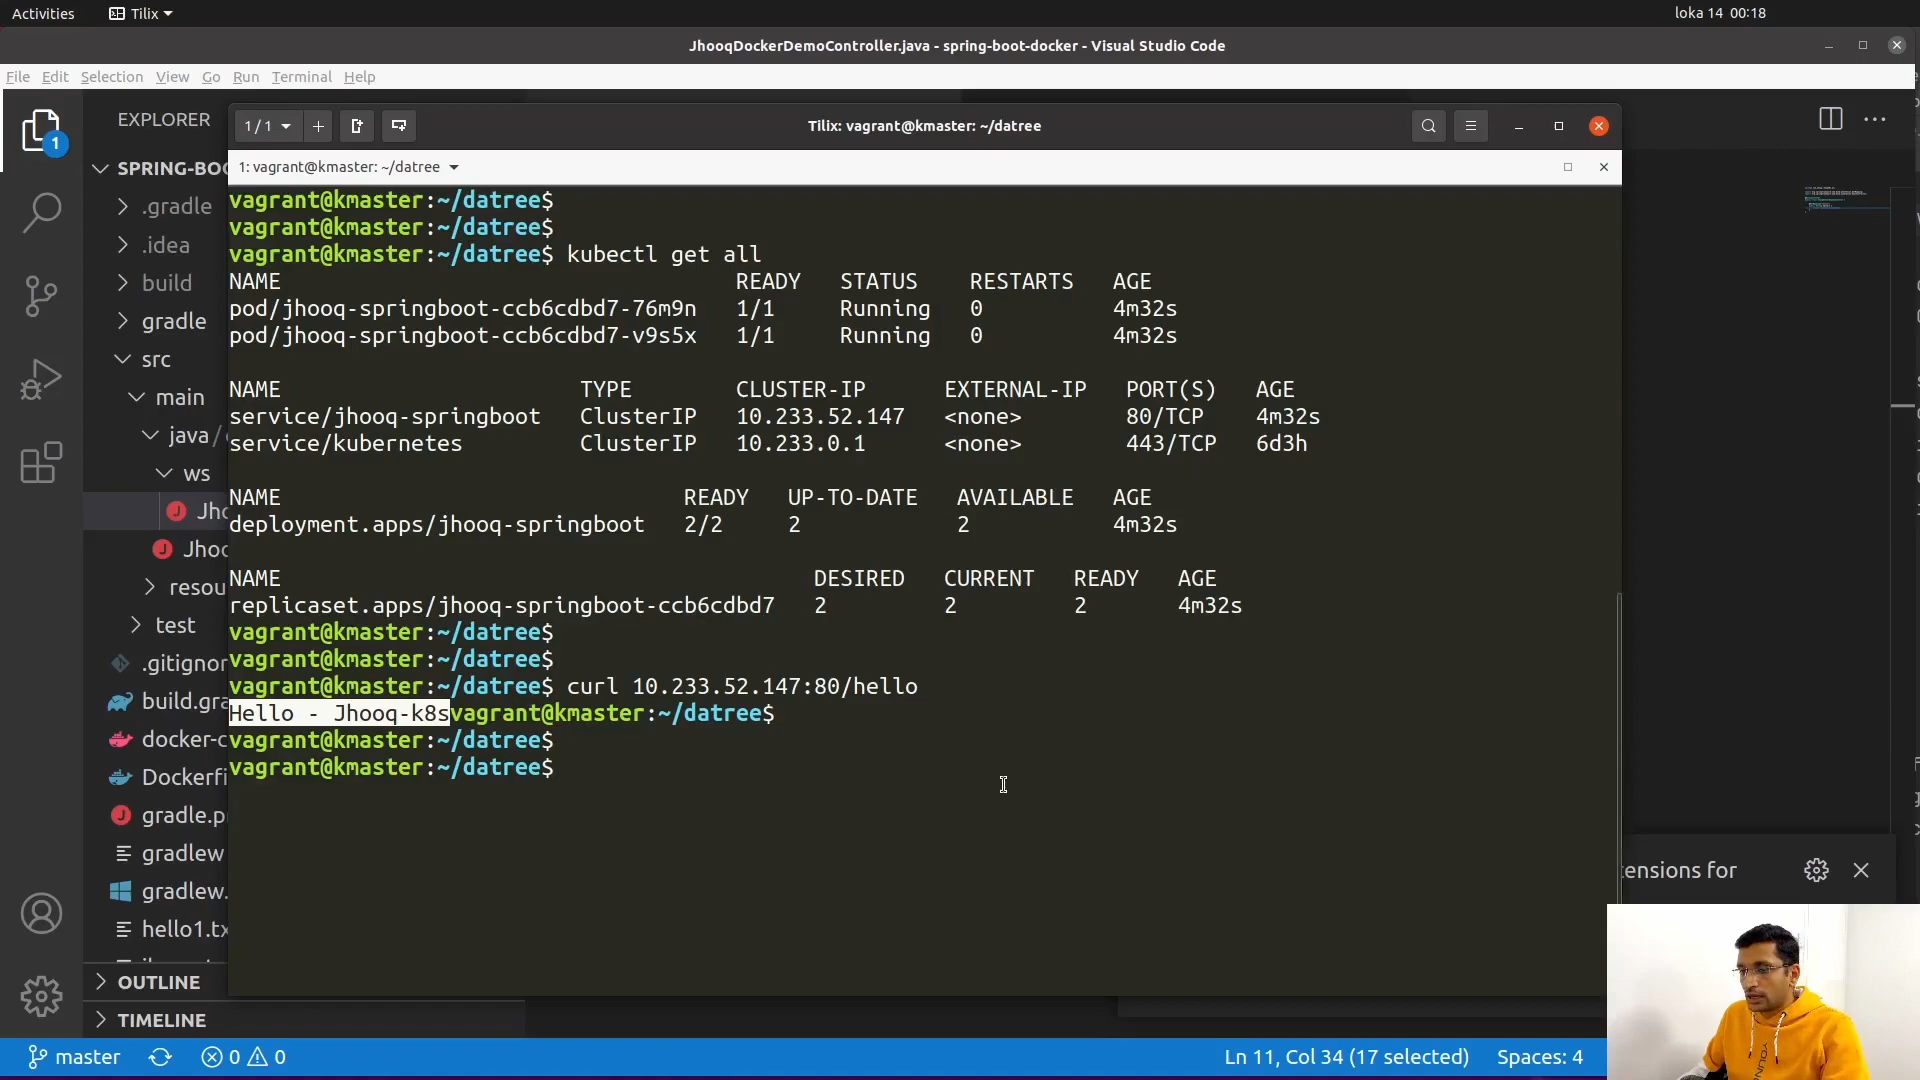 Activities Tilix loka 14 00:18
JhooqDockerDemoController.java - spring-boot-docker - Visual Studio Code
File Edit Selection View Go Run Terminal Help
EXPLORER
1
1 / 1 Tilix: vagrant@kmaster: ~/datree
1: vagrant@kmaster: ~/datree
SPRING-BOO
.gradle
.idea
build
gradle
src
main
java/
ws
Jho
Jhoo
resou
test
.gitignor
build.gra
docker-c
Dockerfi
gradle.p
gradlew
gradlew.
hello1.tx
OUTLINE
TIMELINE
vagrant@kmaster:~/datree$
vagrant@kmaster:~/datree$
vagrant@kmaster:~/datree$ kubectl get all
NAME READY STATUS RESTARTS AGE
pod/jhooq-springboot-ccb6cdbd7-76m9n 1/1 Running 0 4m32s
pod/jhooq-springboot-ccb6cdbd7-v9s5x 1/1 Running 0 4m32s
NAME TYPE CLUSTER-IP EXTERNAL-IP PORT(S) AGE
service/jhooq-springboot ClusterIP 10.233.52.147 <none> 80/TCP 4m32s
service/kubernetes ClusterIP 10.233.0.1 <none> 443/TCP 6d3h
NAME READY UP-TO-DATE AVAILABLE AGE
deployment.apps/jhooq-springboot 2/2 2 2 4m32s
NAME DESIRED CURRENT READY AGE
replicaset.apps/jhooq-springboot-ccb6cdbd7 2 2 2 4m32s
vagrant@kmaster:~/datree$
vagrant@kmaster:~/datree$
vagrant@kmaster:~/datree$ curl 10.233.52.147:80/hello
Hello - Jhooq-k8svagrant@kmaster:~/datree$
vagrant@kmaster:~/datree$
vagrant@kmaster:~/datree$
tensions for
master 0 0 Ln 11, Col 34 (17 selected) Spaces: 4